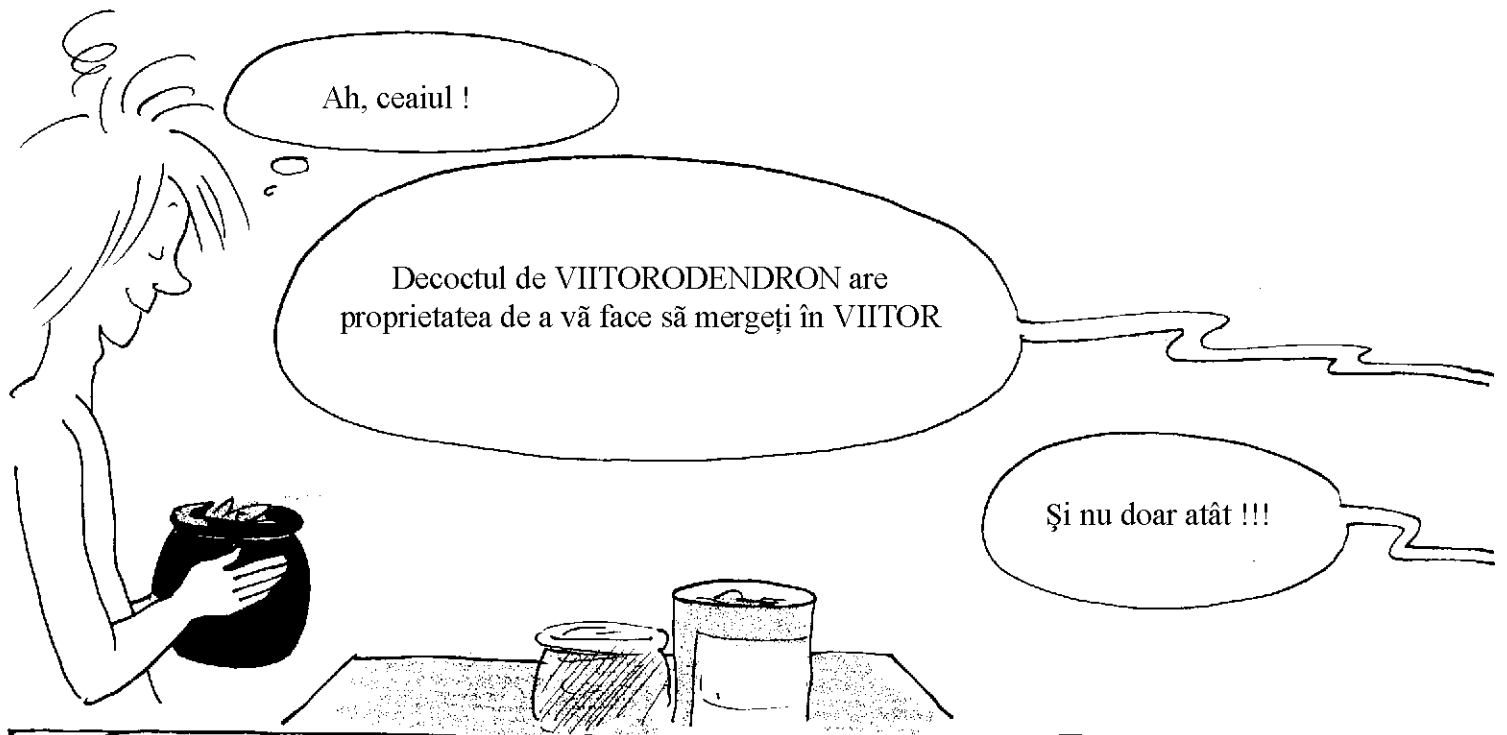 Ah, ceaiul !
Decoctul de VIITORODENDRON are
proprietatea de a vã face sã mergeți în VIITOR
Şi nu doar atât !!!